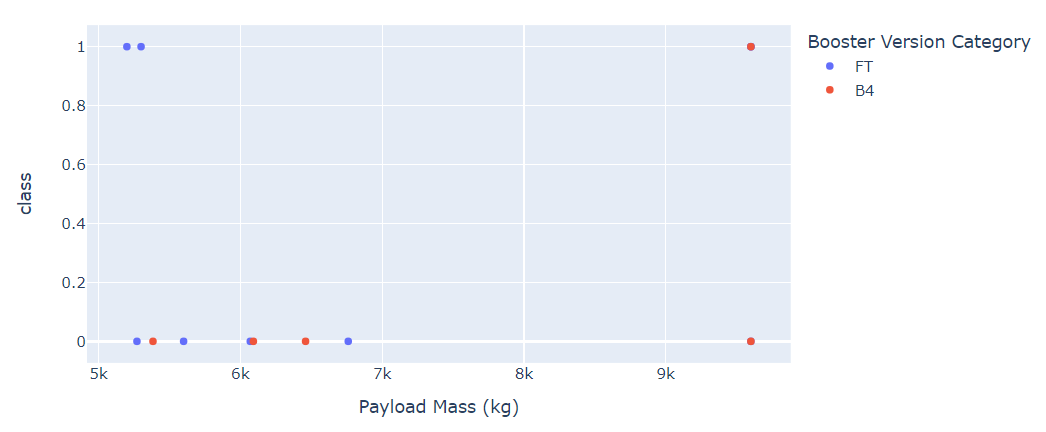 Booster Version Category
FT
B4
1
0.8
0.6
0.4
0.2
0
class
5k
6k
7k
8k
9k
Payload Mass (kg)